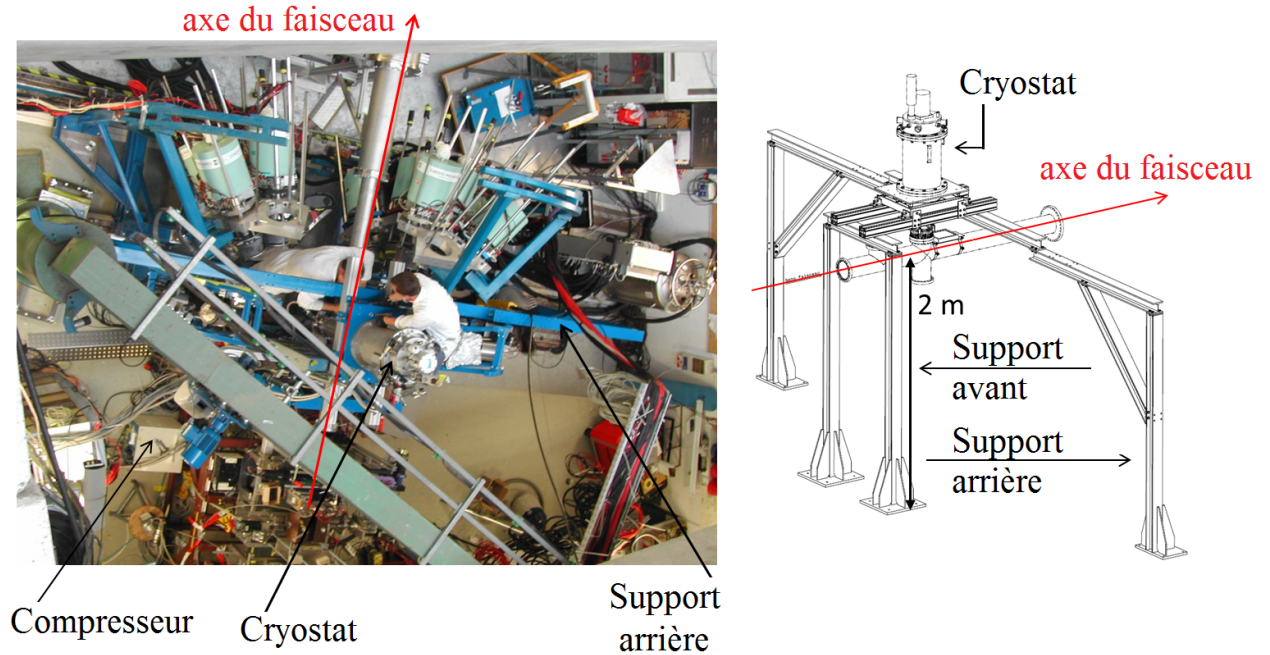 axe du faisceau
Cryostat
axe du faisceau
2 m
Support
avant
Support
arrière
Compresseur
Cryostat
Support
arrière